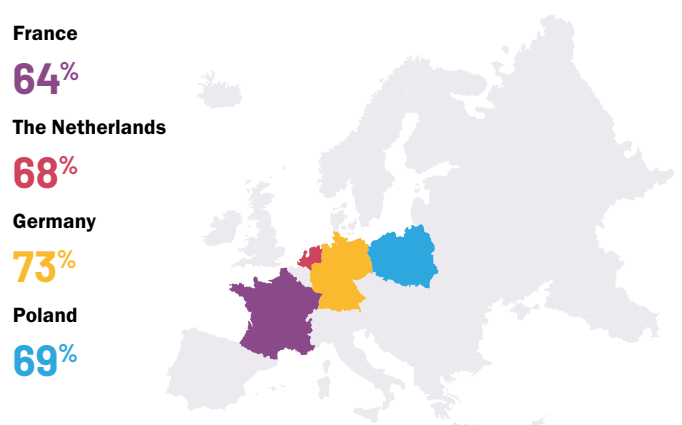 France
64%
The Netherlands
68%
Germany
73%
Poland
69%